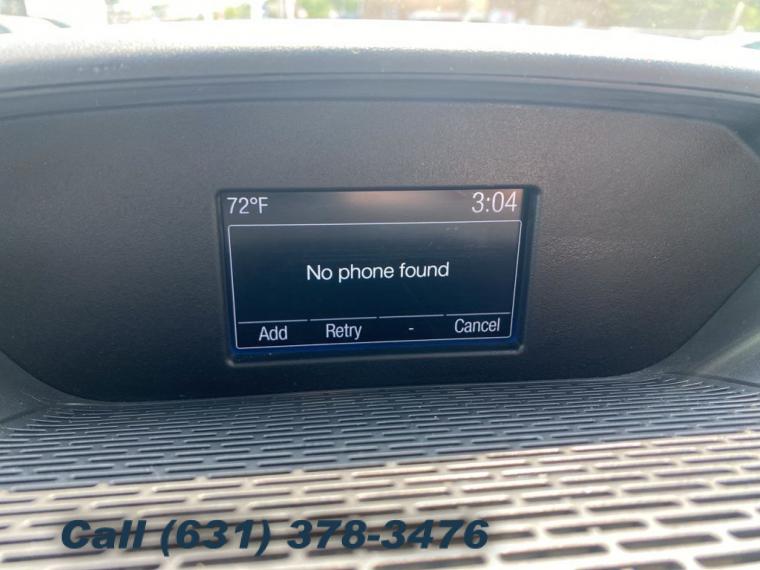 72°F 3:04
No phone found
Add Retry - Cancel
Call (631) 378-3476